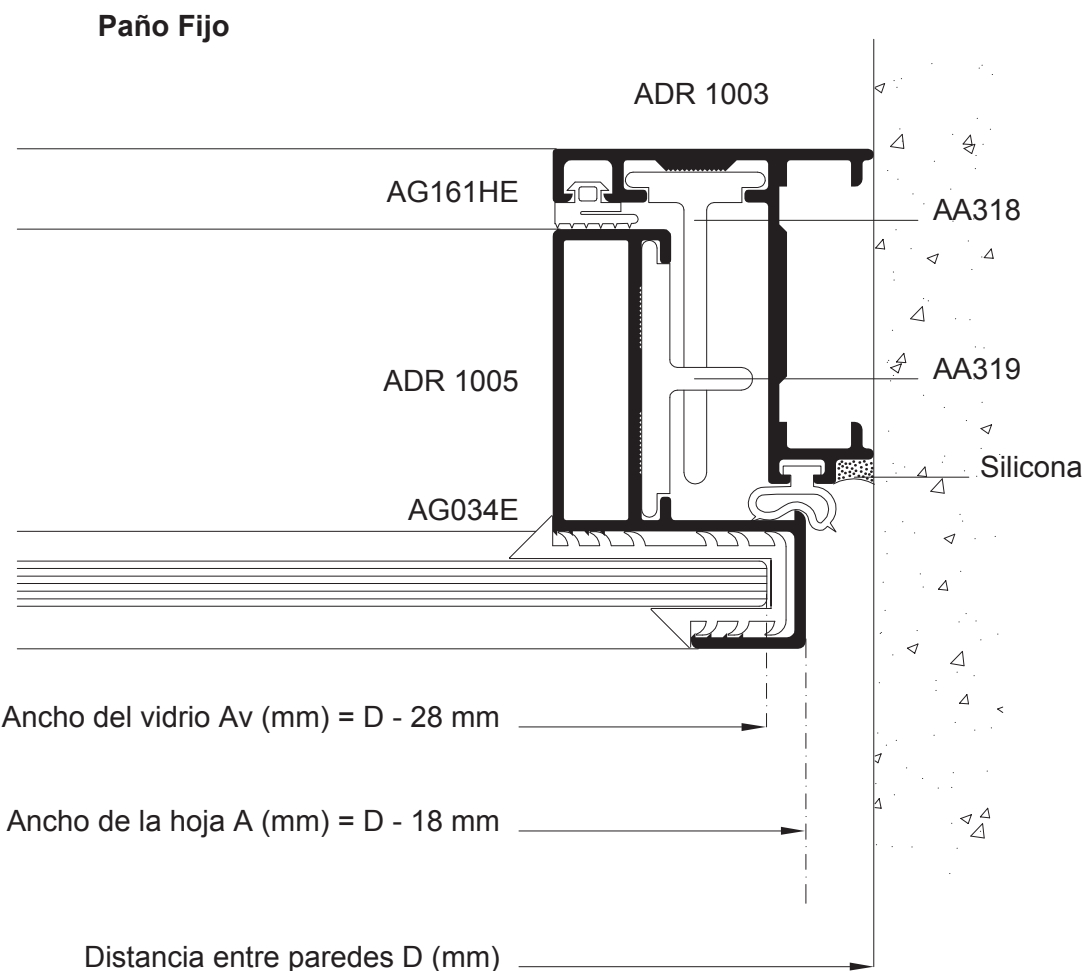 Paño Fijo
ADR 1003
AG161HE
AA318
ADR 1005
AA319
Silicona
AG034E
Ancho del vidrio Av (mm) = D - 28 mm
Ancho de la hoja A (mm) = D - 18 mm
Distancia entre paredes D (mm)